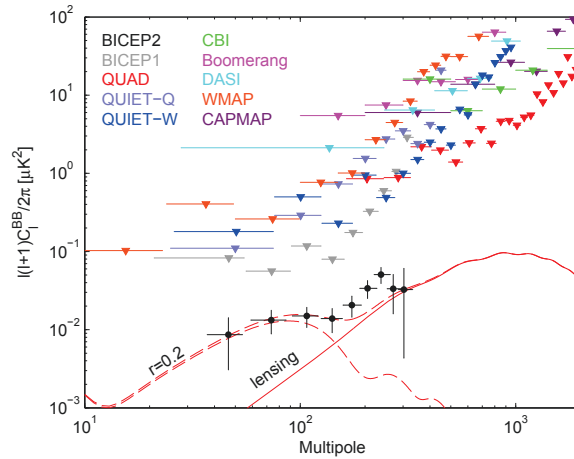 l(l+1)C_l^BB/2π [μK²]
10²
10¹
10⁰
10⁻¹
10⁻²
10⁻³
BICEP2
BICEP1
QUAD
QUIET−Q
QUIET−W
CBI
Boomerang
DASI
WMAP
CAPMAP
r=0.2
lensing
10¹
10²
10³
Multipole